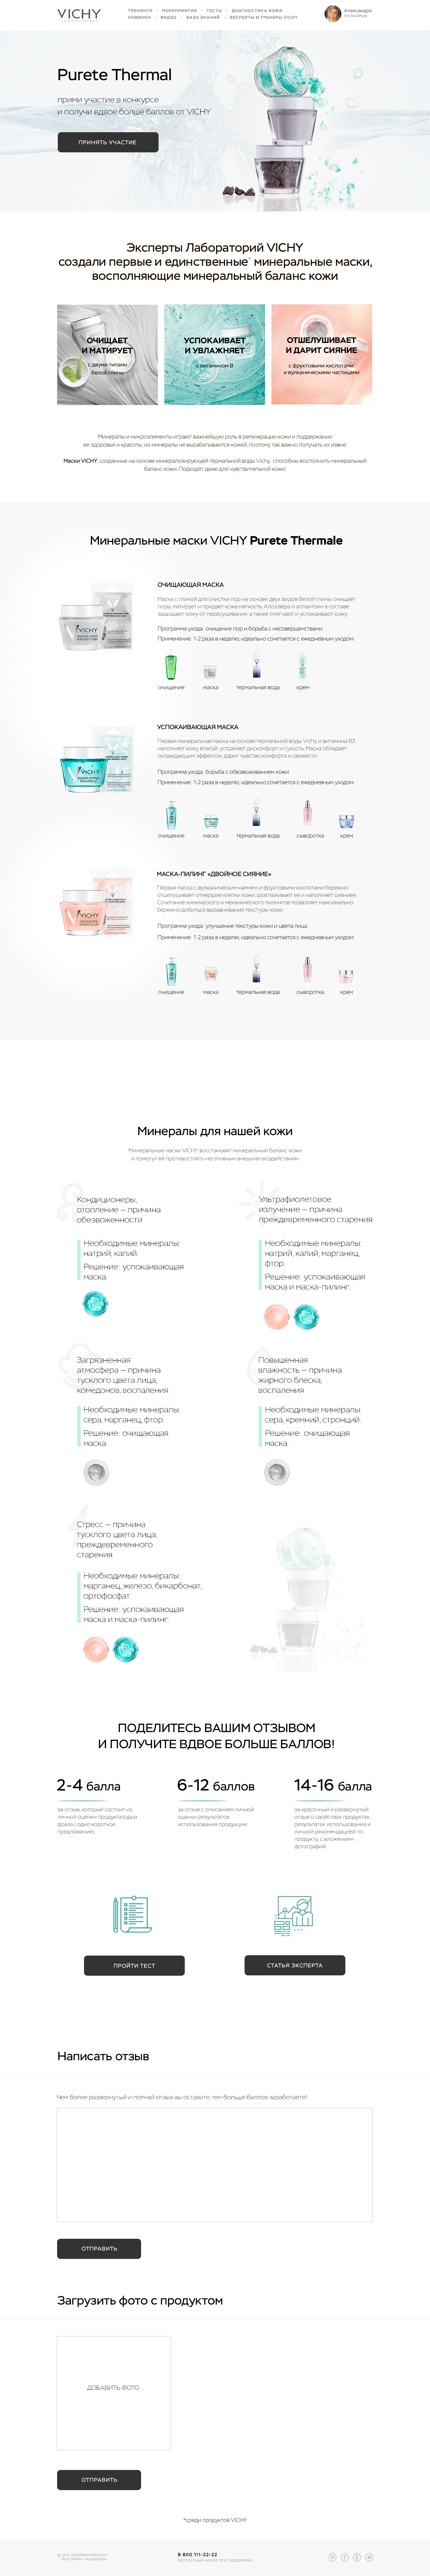 VICHY
LABORATOIRES
ТРЕНИНГИ • МЕРОПРИЯТИЯ • ТЕСТЫ • ДИАГНОСТИКА КОЖИ
НОВИНКИ • ВИДЕО • БАЗА ЗНАНИЙ • ЭКСПЕРТЫ И ТРЕНЕРЫ VICHY
Александра
Purete Thermal
прими участие в конкурсе
и получи вдвое больше баллов от VICHY
ПРИНЯТЬ УЧАСТИЕ
Эксперты Лабораторий VICHY
создали первые и единственные* минеральные маски,
восполняющие минеральный баланс кожи
ОЧИЩАЕТ
И МАТИРУЕТ
с двумя типами
белой глины
УСПОКАИВАЕТ
И УВЛАЖНЯЕТ
с витамином B
ОТШЕЛУШИВАЕТ
И ДАРИТ СИЯНИЕ
с фруктовыми кислотами
и вулканическими частицами
Минералы и микроэлементы играют важнейшую роль в регенерации кожи и поддержании
ее здоровья и красоты, но минералы не вырабатываются кожей, поэтому так важно получать их извне.
Маски VICHY, созданные на основе минерализирующей термальной воды Vichy, способны восполнить минеральный
баланс кожи. Подходят даже для чувствительной кожи.
Минеральные маски VICHY Purete Thermale
ОЧИЩАЮЩАЯ МАСКА
Маска с глиной для очистки пор на основе двух видов белой глины, очищает
поры, матирует и придает коже мягкость. Алоэ вера и аллантоин в составе
защищают кожу от пересушивания, а также смягчают и успокаивают кожу.
Программа ухода: очищение пор и борьба с несовершенствами.
Применение: 1-2 раза в неделю, идеально сочетается с ежедневным уходом.
VICHY
очищение
маска
термальная вода
крем
УСПОКАИВАЮЩАЯ МАСКА
Первая минеральная маска на основе термальной воды Vichy и витамина B3
наполняет кожу влагой, устраняет дискомфорт и сухость. Маска обладает
охлаждающим эффектом, дарит чувство комфорта и свежести.
Программа ухода: борьба с обезвоживанием кожи.
Применение: 1-2 раза в неделю, идеально сочетается с ежедневным уходом.
VICHY
очищение
маска
термальная вода
сыворотка
крем
МАСКА-ПИЛИНГ «ДВОЙНОЕ СИЯНИЕ»
Первая маска с вулканическим камнем и фруктовыми кислотами бережно
отшелушивает отмершие клетки кожи, разглаживает ее и наполняет сиянием.
Сочетание химического и механического пилингов позволяет максимально
бережно добиться выравнивания текстуры кожи.
Программа ухода: улучшение текстуры кожи и цвета лица.
Применение: 1-2 раза в неделю, идеально сочетается с ежедневным уходом.
VICHY
очищение
маска
термальная вода
сыворотка
крем
Минералы для нашей кожи
Минеральные маски VICHY восстановят минеральный баланс кожи
и помогут ей противостоять негативным внешним воздействиям.
Кондиционеры,
отопление — причина
обезвоженности
Необходимые минералы:
натрий, калий.
Решение: успокаивающая
маска.
Ультрафиолетовое
излучение — причина
преждевременного старения
Необходимые минералы:
натрий, калий, марганец,
фтор.
Решение: успокаивающая
маска и маска-пилинг.
Загрязненная
атмосфера — причина
тусклого цвета лица,
комедонов, воспаления
Необходимые минералы:
сера, марганец, фтор.
Решение: очищающая
маска.
Повышенная
влажность — причина
жирного блеска,
воспаления
Необходимые минералы:
сера, кремний, стронций.
Решение: очищающая
маска.
Стресс — причина
тусклого цвета лица,
преждевременного
старения
Необходимые минералы:
марганец, железо, бикарбонат,
ортофосфат.
Решение: успокаивающая
маска и маска-пилинг.
ПОДЕЛИТЕСЬ ВАШИМ ОТЗЫВОМ
И ПОЛУЧИТЕ ВДВОЕ БОЛЬШЕ БАЛЛОВ!
2-4 балла
за отзыв, который состоит из
личной оценки продукта (одна
фраза / одно короткое
предложение).
6-12 баллов
за отзыв с описанием личной
оценки результатов
использования продукции.
14-16 балла
за красочный и развернутый
отзыв о свойствах продуктах,
результатах использования и
личной рекомендацией по
продукту, с вложением
фотографий.
ПРОЙТИ ТЕСТ
СТАТЬЯ ЭКСПЕРТА
Написать отзыв
Чем более развернутый и полный отзыв вы оставите, тем больше баллов заработаете!
ОТПРАВИТЬ
Загрузить фото с продуктом
ДОБАВИТЬ ФОТО
ОТПРАВИТЬ
*среди продуктов VICHY
8 800 111-22-22